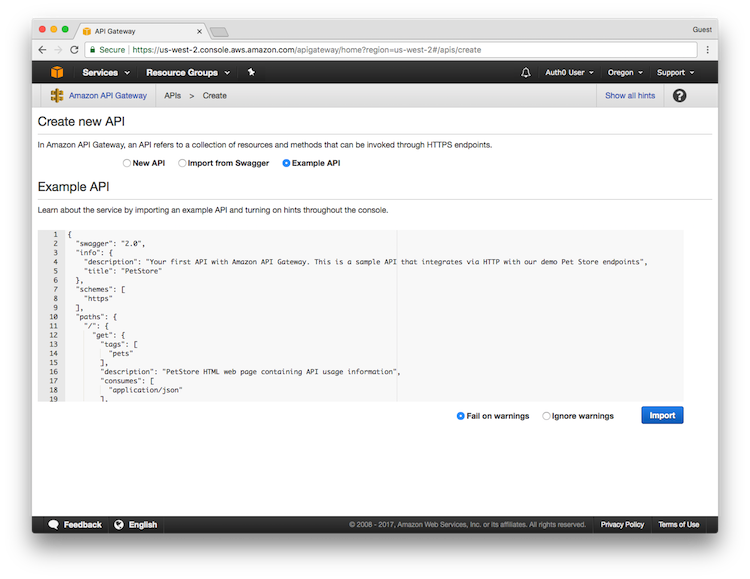 API Gateway
Guest
Secure https://us-west-2.console.aws.amazon.com/apigateway/home?region=us-west-2#/apis/create
Services Resource Groups Auth0 User Oregon Support
Amazon API Gateway APIs > Create Show all hints ?
Create new API
In Amazon API Gateway, an API refers to a collection of resources and methods that can be invoked through HTTPS endpoints.
New API Import from Swagger Example API
Example API
Learn about the service by importing an example API and turning on hints throughout the console.
1 {
2 "swagger": "2.0",
3 "info": {
4 "description": "Your first API with Amazon API Gateway. This is a sample API that integrates via HTTP with our demo Pet Store endpoints",
5 "title": "PetStore"
6 },
7 "schemes": [
8 "https"
9 ],
10 "paths": {
11 "/": {
12 "get": {
13 "tags": [
14 "pets"
15 ],
16 "description": "PetStore HTML web page containing API usage information",
17 "consumes": [
18 "application/json"
19 ],
Fail on warnings Ignore warnings Import
Feedback English © 2008 - 2017, Amazon Web Services, Inc. or its affiliates. All rights reserved. Privacy Policy Terms of Use